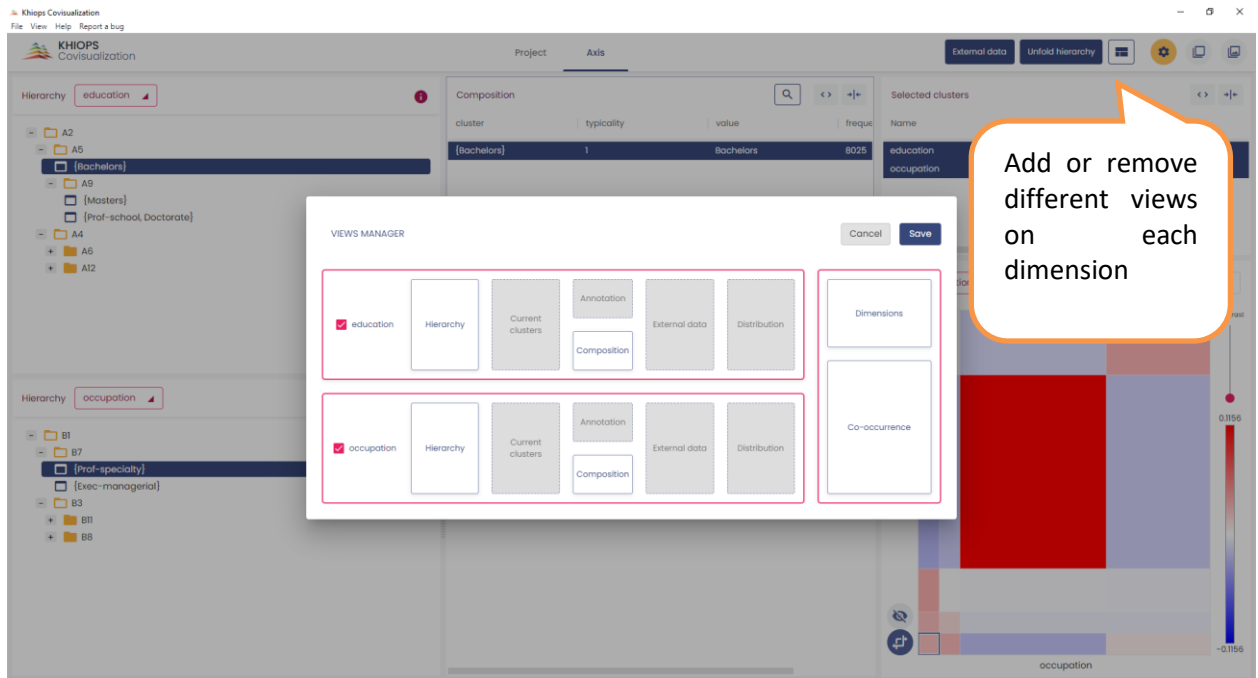 Khiops Covisualization
File View Help Report a bug
KHIOPS
Covisualization
Project
Axis
External data
Unfold hierarchy
Hierarchy
education
A2
A5
{Bachelors}
A9
{Masters}
{Prof-school, Doctorate}
A4
A6
A12
Composition
cluster typicality value freque
{Bachelors} 1 Bachelors 8025
Selected clusters
Name
education
occupation
Add or remove
different views
on each
dimension
VIEWS MANAGER
Cancel
Save
education
Hierarchy
Current
clusters
Annotation
Composition
External data
Distribution
occupation
Hierarchy
Current
clusters
Annotation
Composition
External data
Distribution
Dimensions
Co-occurrence
Hierarchy
occupation
B1
B7
{Prof-specialty}
{Exec-managerial}
B3
B11
B8
0.1156
-0.1156
occupation